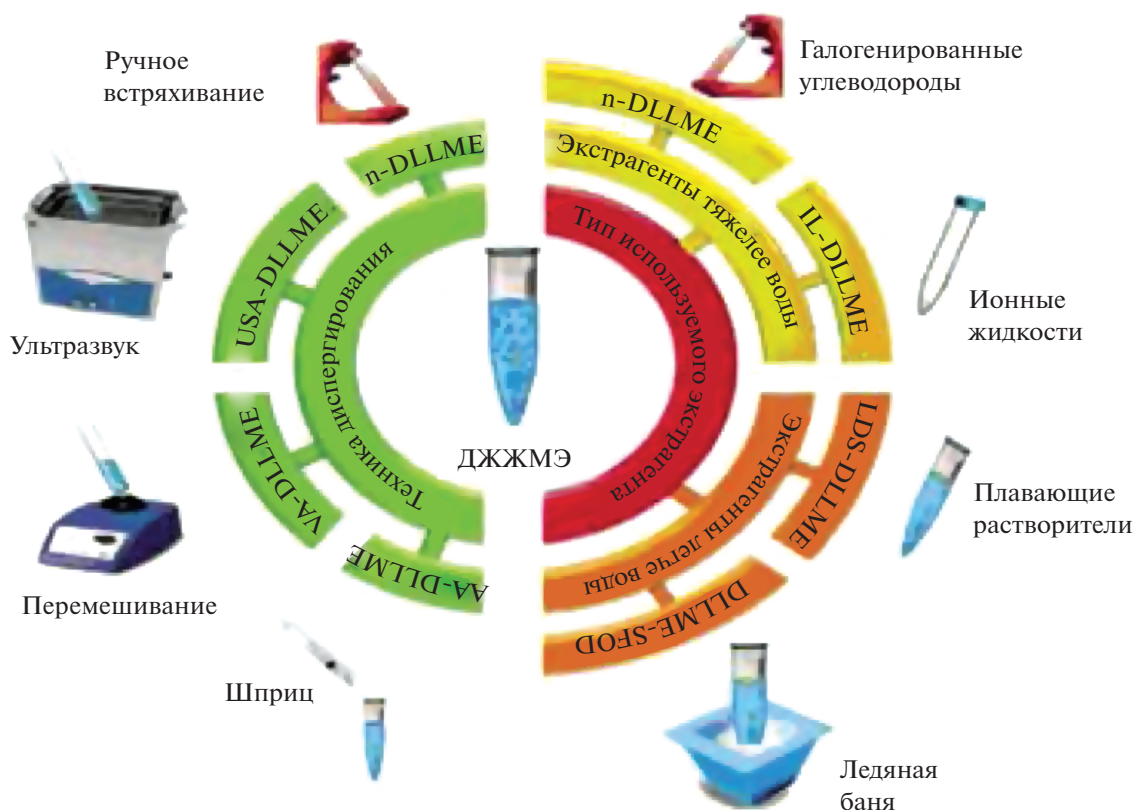 Ручное
встряхивание
Галогенированные
углеводороды
n-DLLME
n-DLLME
Экстрагенты тяжелее воды
Тип используемого экстрагента
IL-DLLME
USA-DLLME
Техника диспергирования
Ионные
жидкости
Ультразвук
VA-DLLME
ДЖЖМЭ
LDS-DLLME
Экстрагенты легче воды
Плавающие
растворители
AA-DLLME
DLLME-SFOD
Перемешивание
Шприц
Ледяная
баня